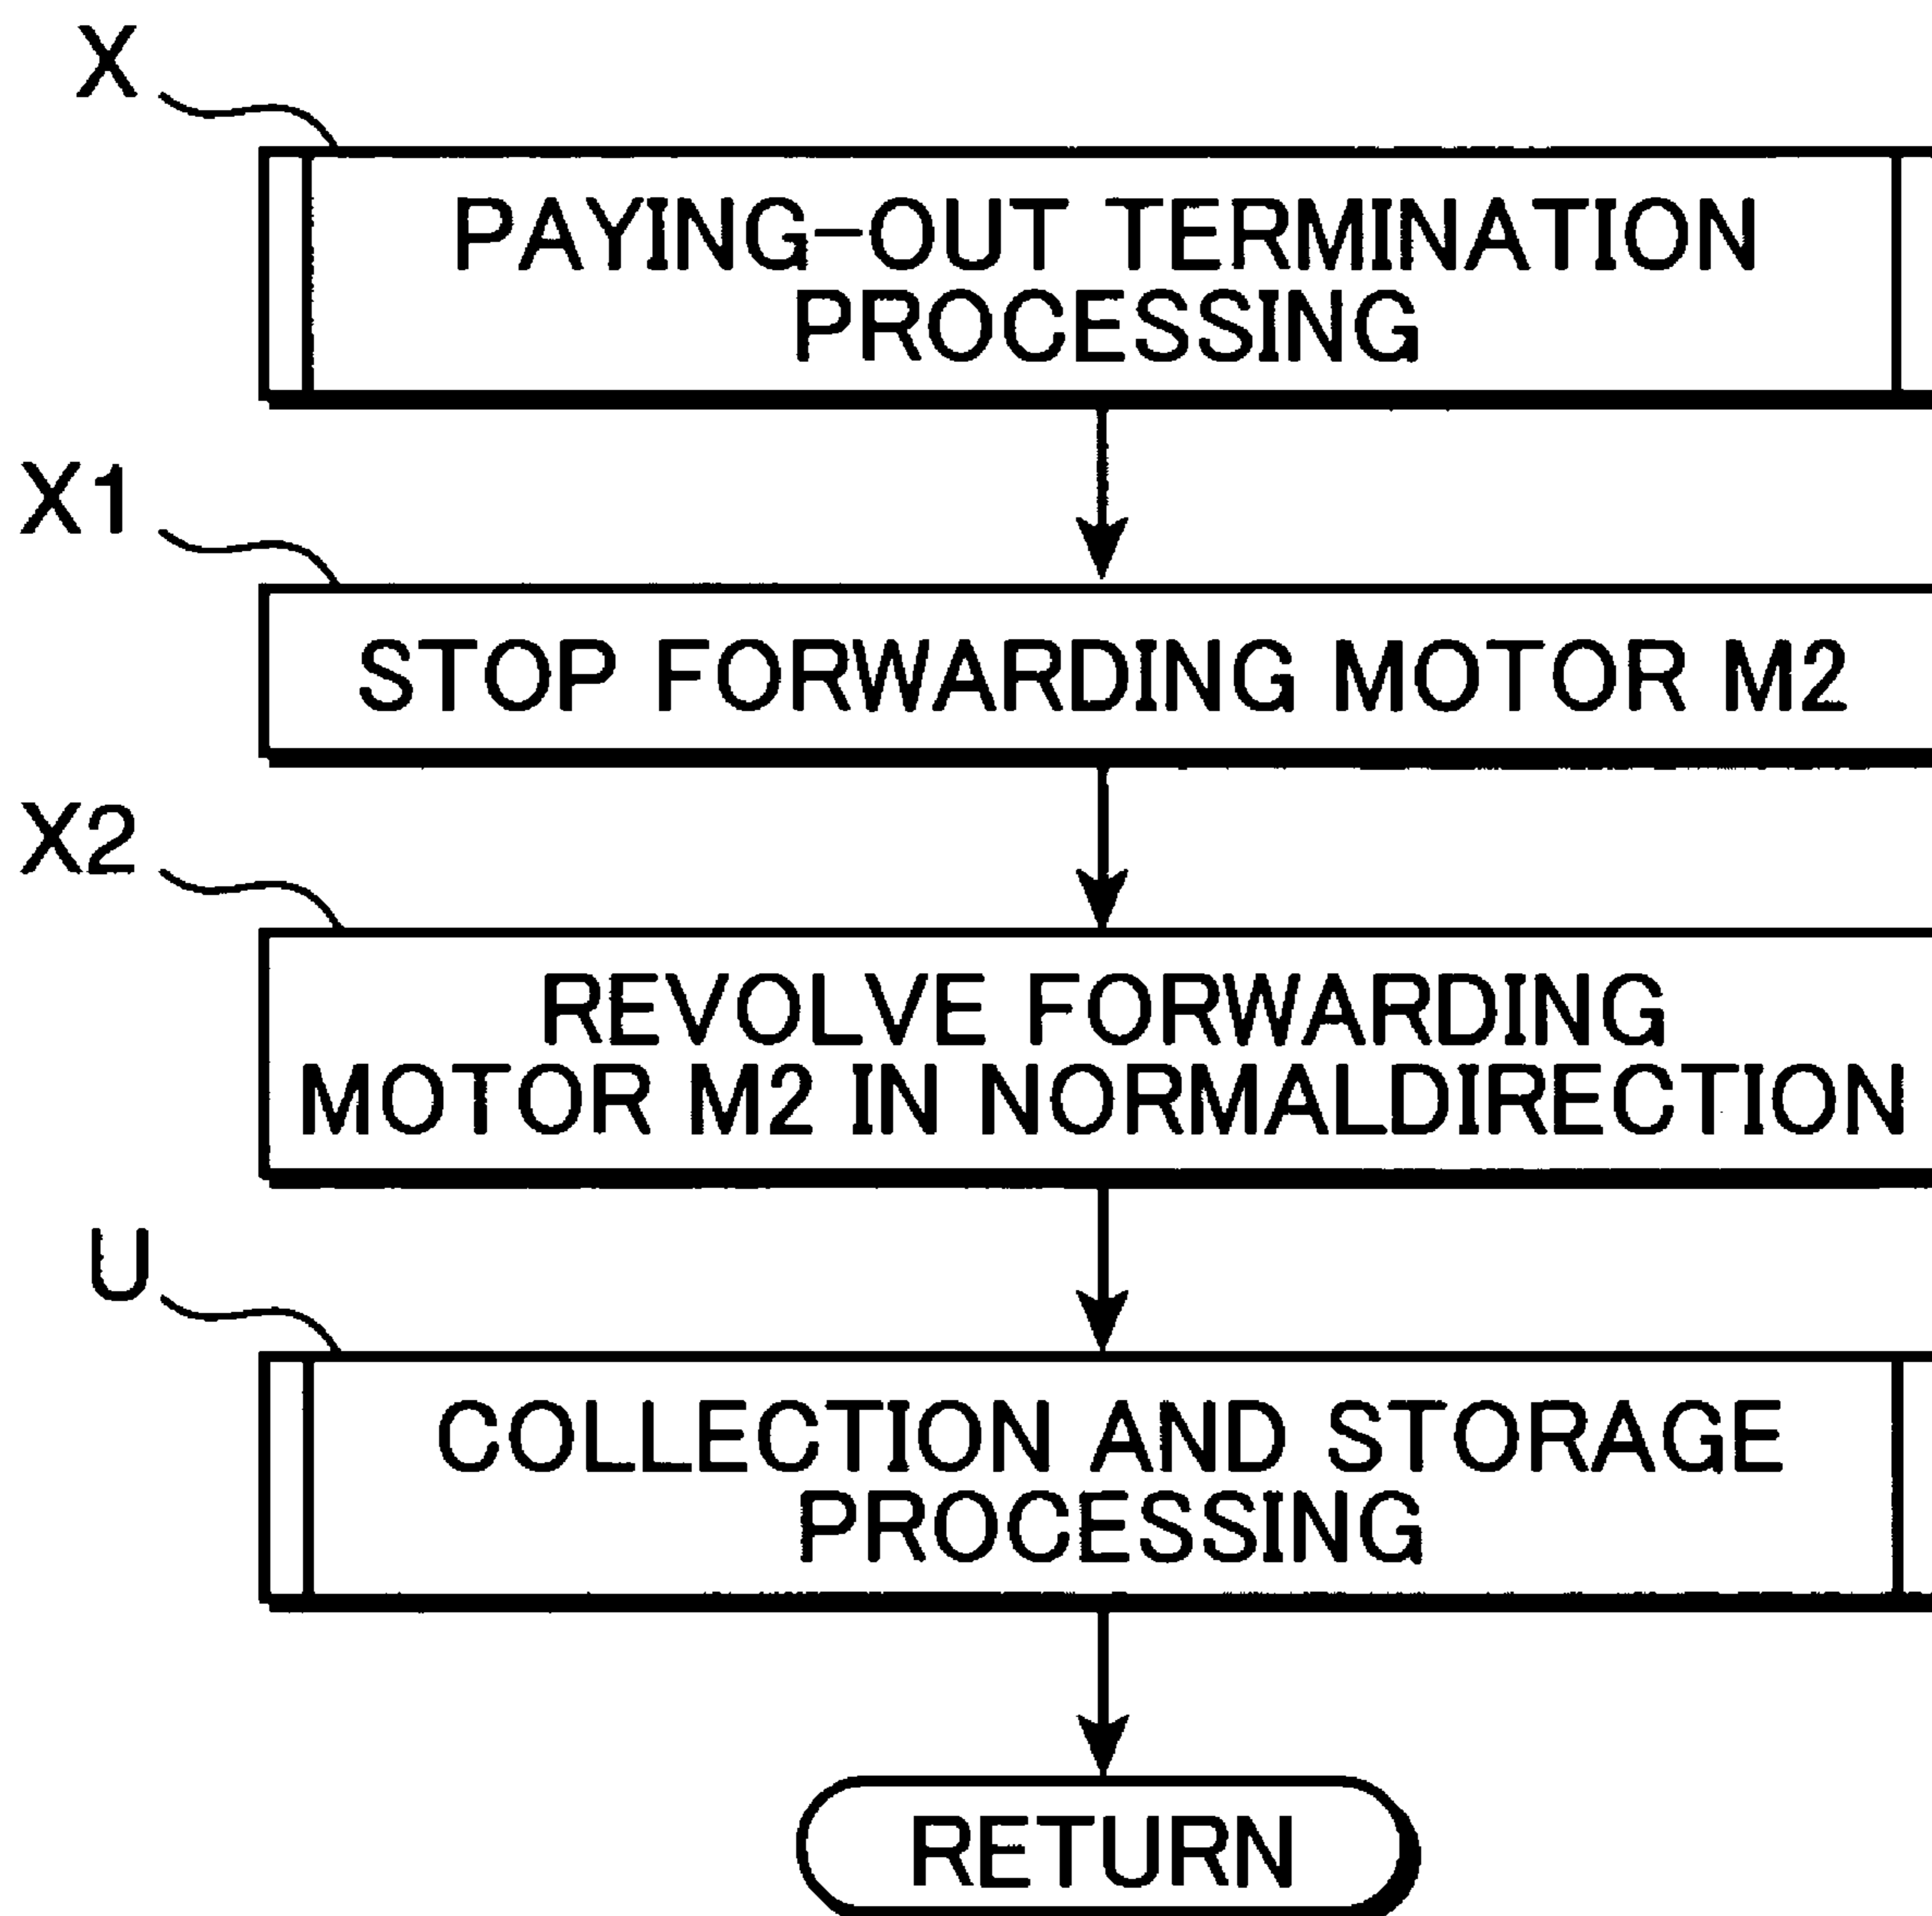 X
PAYING-OUT TERMINATION
PROCESSING
X1
STOP FORWARDING MOTOR M2
X2
REVOLVE FORWARDING
MOTOR M2 IN NORMALDIRECTION
U
COLLECTION AND STORAGE
PROCESSING
RETURN